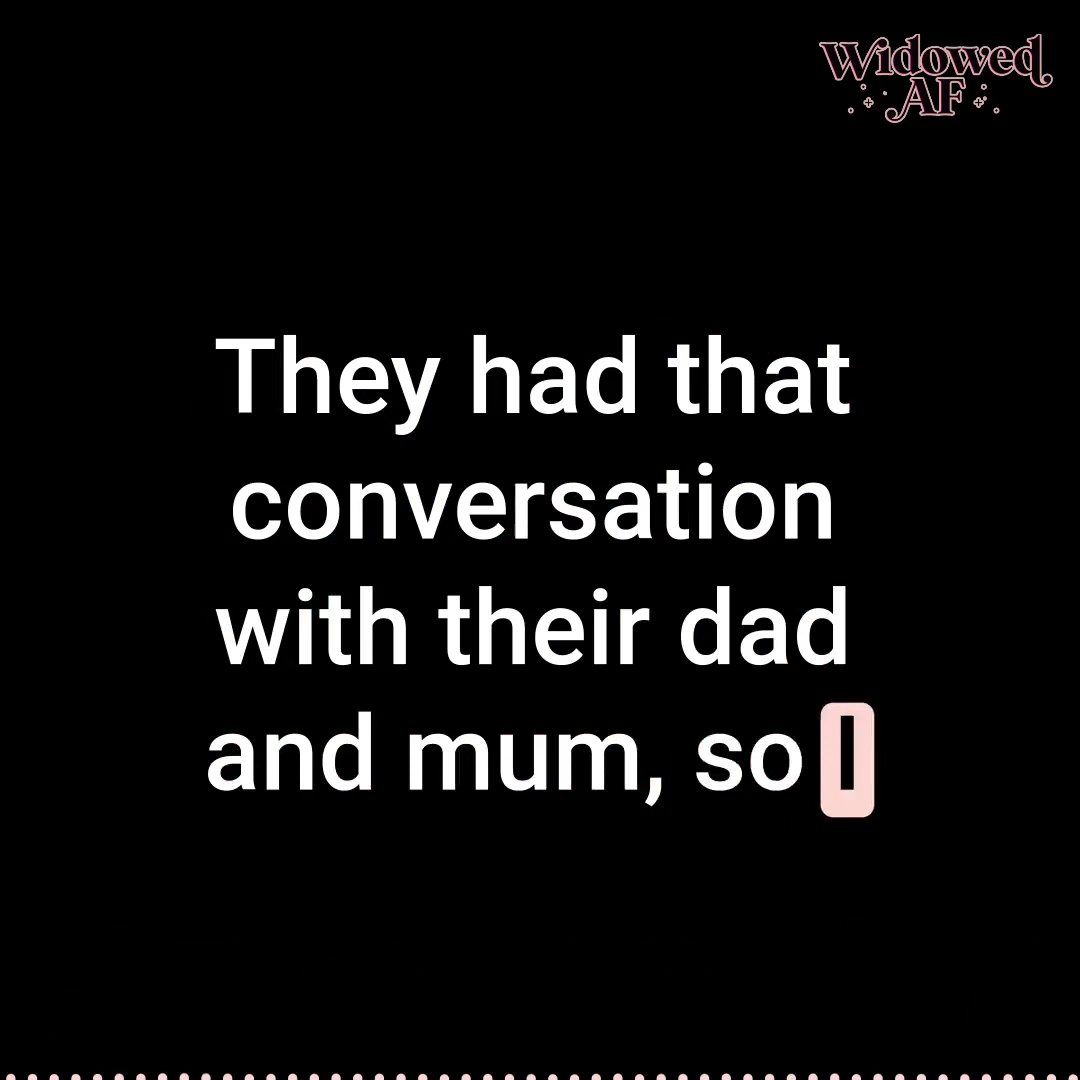 Widowed
AF
They had that
conversation
with their dad
and mum, so I